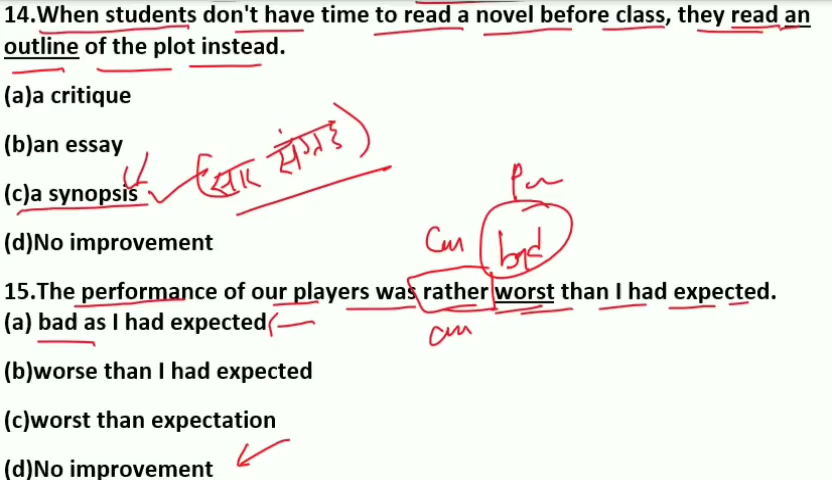 14.When students don't have time to read a novel before class, they read an
outline of the plot instead.
(a)a critique
(b)an essay
(सार संग्रह)
(c)a synopsis
(d)No improvement
bad
15.The performance of our players was rather worst than I had expected.
(a) bad as I had expected
(b)worse than I had expected
(c)worst than expectation
(d)No improvement